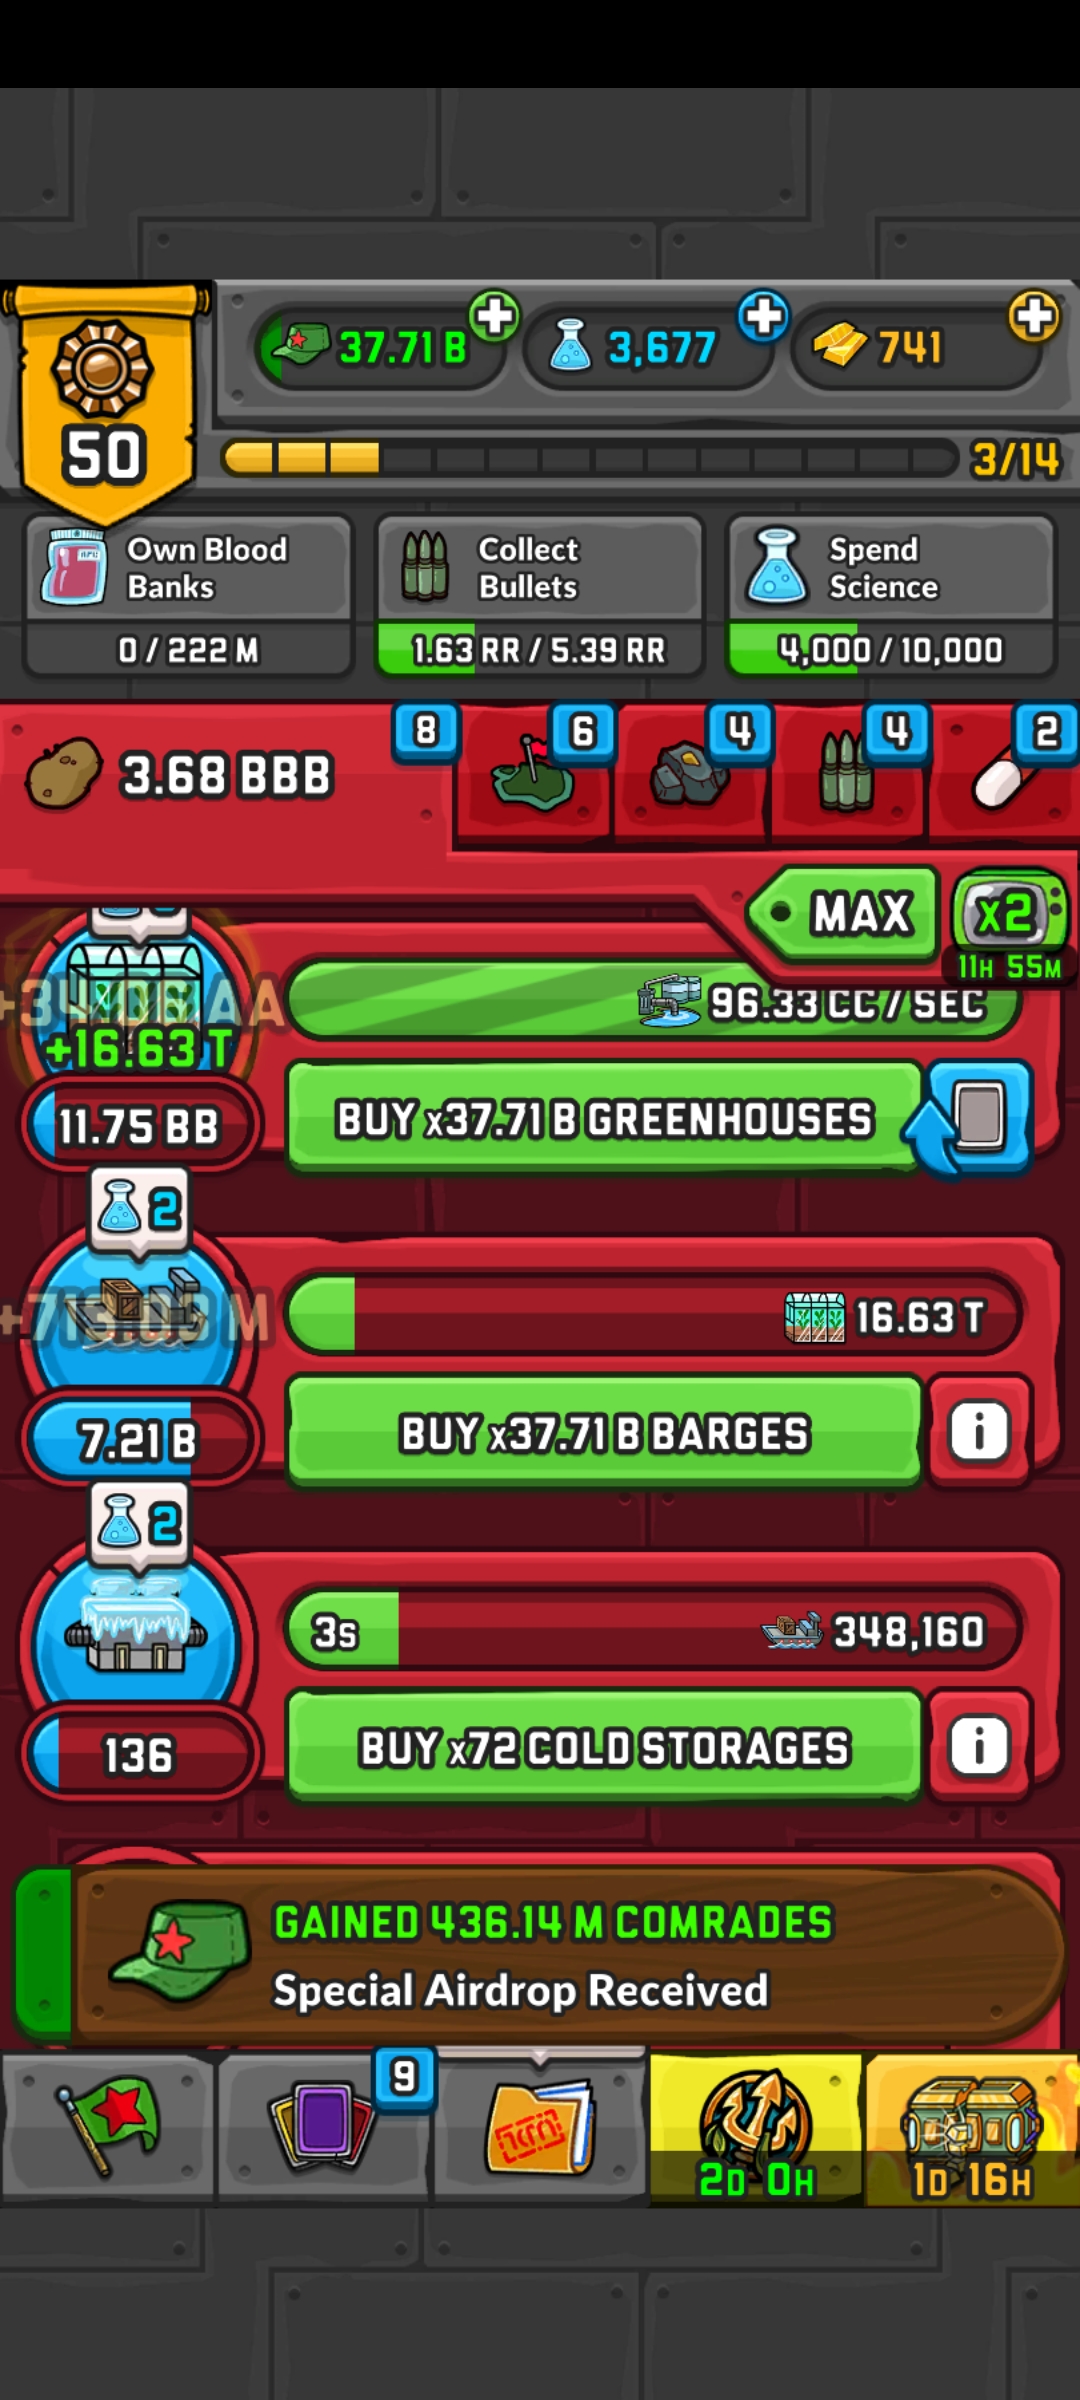 37.71 B
3,677
741
50
3/14
Own Blood
Banks
0 / 222 M
Collect
Bullets
1.63 RR / 5.39 RR
Spend
Science
4,000 / 10,000
3.68 BBB
8
6
4
4
2
MAX
x2
11H 55M
96.33 CC / SEC
+16.63 T
11.75 BB
BUY x37.71 B GREENHOUSES
2
16.63 T
7.21 B
BUY x37.71 B BARGES
2
3s
348,160
136
BUY x72 COLD STORAGES
GAINED 436.14 M COMRADES
Special Airdrop Received
9
2D 0H
1D 16H